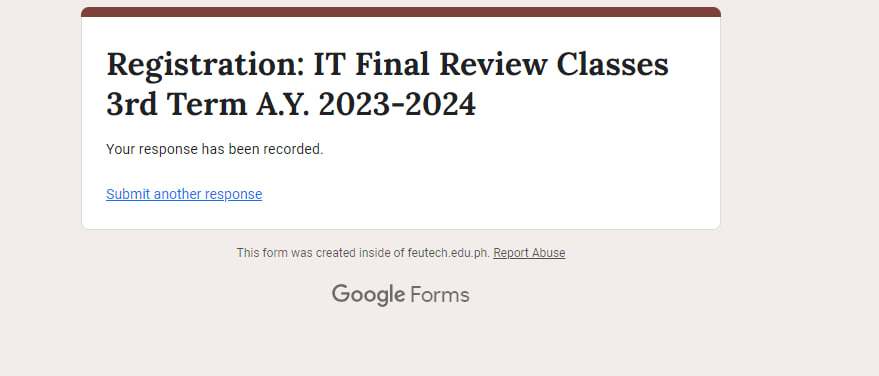 Registration: IT Final Review Classes
3rd Term A.Y. 2023-2024
Your response has been recorded.
Submit another response
This form was created inside of feutech.edu.ph. Report Abuse
Google Forms